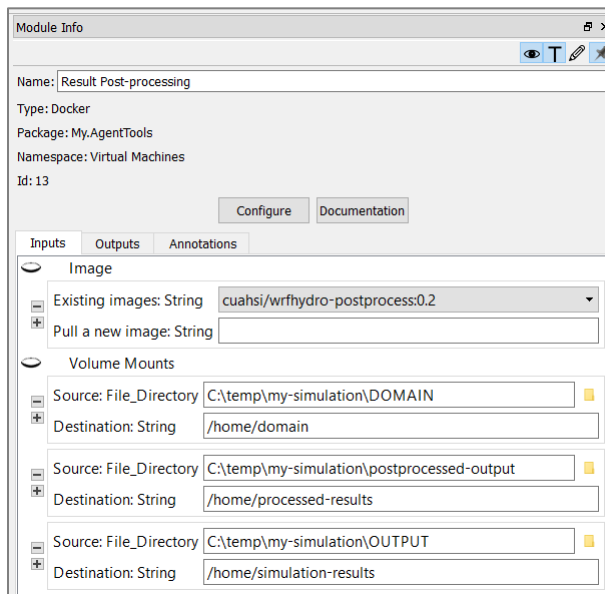 Module Info
T
Name: Result Post-processing
Type: Docker
Package: My.AgentTools
Namespace: Virtual Machines
Id: 13
Configure Documentation
Inputs Outputs Annotations
Image
Existing images: String cuahsi/wrfhydro-postprocess:0.2
Pull a new image: String
Volume Mounts
Source: File_Directory C:\temp\my-simulation\DOMAIN
Destination: String /home/domain
Source: File_Directory C:\temp\my-simulation\postprocessed-output
Destination: String /home/processed-results
Source: File_Directory C:\temp\my-simulation\OUTPUT
Destination: String /home/simulation-results